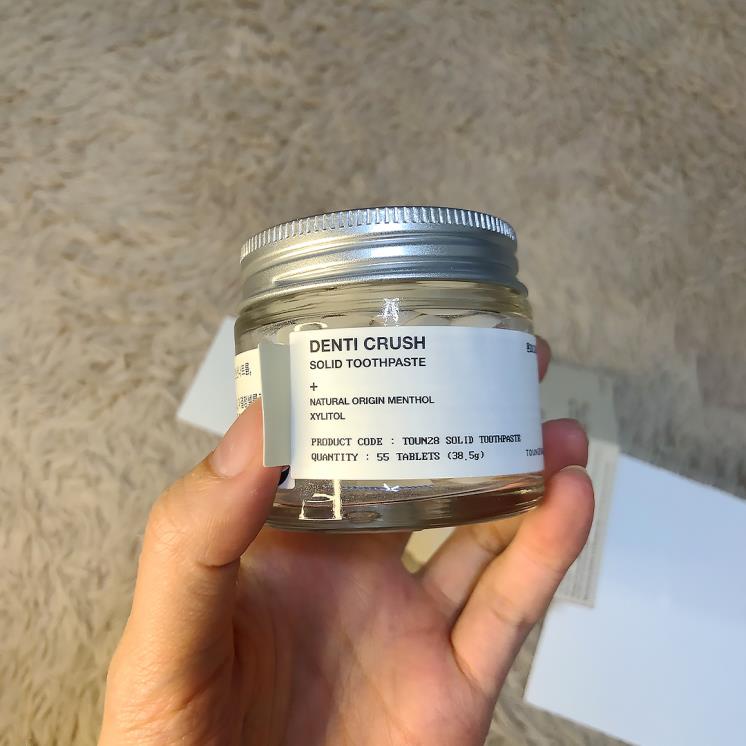 DENTI CRUSH
SOLID TOOTHPASTE
+
NATURAL ORIGIN MENTHOL
XYLITOL
PRODUCT CODE : TOUN28 SOLID TOOTHPASTE
QUANTITY : 55 TABLETS (38.5g)